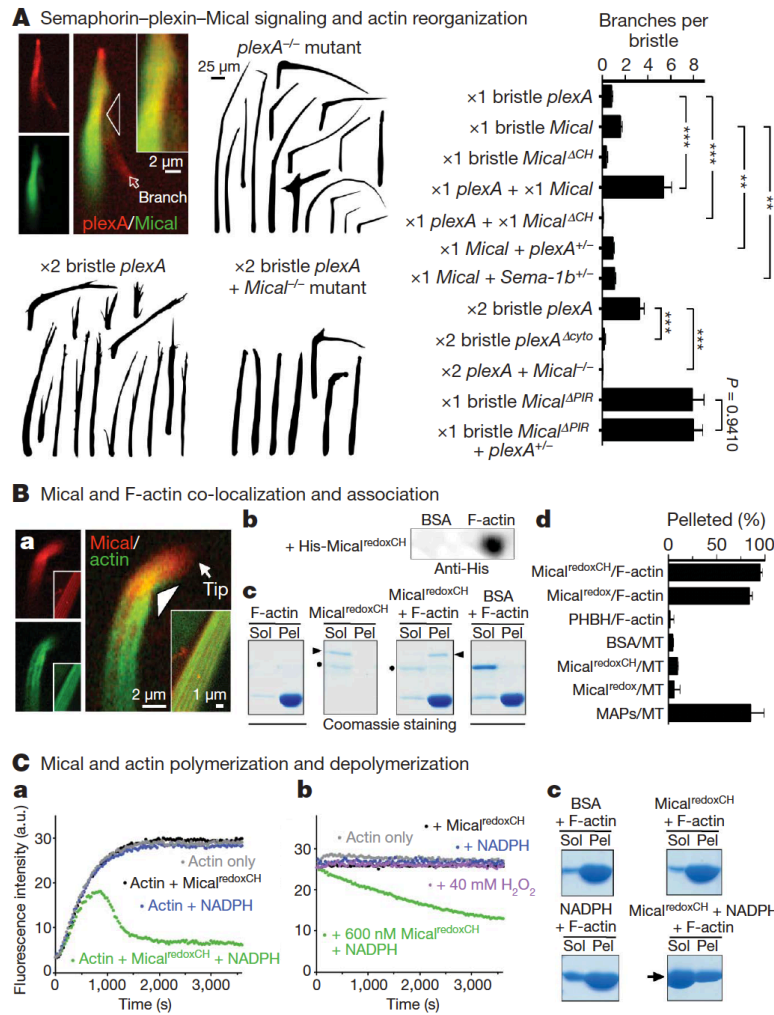 A Semaphorin–plexin–Mical signaling and actin reorganization
plexA–/– mutant
25 µm
2 µm
Branch
plexA/Mical
×2 bristle plexA
×2 bristle plexA
+ Mical–/– mutant
Branches per
bristle
0 2 4 6 8
×1 bristle plexA
×1 bristle Mical
×1 bristle MicalΔCH
×1 plexA + ×1 Mical
×1 plexA + ×1 MicalΔCH
×1 Mical + plexA+/–
×1 Mical + Sema-1b+/–
×2 bristle plexA
×2 bristle plexAΔcyto
×2 plexA + Mical–/–
×1 bristle MicalΔPIR
×1 bristle MicalΔPIR
+ plexA+/–
***
***
**
**
***
***
P = 0.9410
B Mical and F-actin co-localization and association
a
Mical/
actin
Tip
2 µm
1 µm
b
BSA F-actin
+ His-MicalredoxCH
Anti-His
c
F-actin
Sol Pel
MicalredoxCH
Sol Pel
MicalredoxCH
+ F-actin
Sol Pel
BSA
+ F-actin
Sol Pel
Coomassie staining
d
Pelleted (%)
0 50 100
MicalredoxCH/F-actin
Micalredox/F-actin
PHBH/F-actin
BSA/MT
MicalredoxCH/MT
Micalredox/MT
MAPs/MT
C Mical and actin polymerization and depolymerization
a
Fluorescence intensity (a.u.)
30
20
10
0
Actin only
Actin + MicalredoxCH
Actin + NADPH
Actin + MicalredoxCH + NADPH
0 1,000 2,000 3,000
Time (s)
b
30
20
10
0
Actin only
+ MicalredoxCH
+ NADPH
+ 40 mM H2O2
+ 600 nM MicalredoxCH
+ NADPH
0 1,000 2,000 3,000
Time (s)
c
BSA
+ F-actin
Sol Pel
MicalredoxCH
+ F-actin
Sol Pel
NADPH
+ F-actin
Sol Pel
MicalredoxCH + NADPH
+ F-actin
Sol Pel